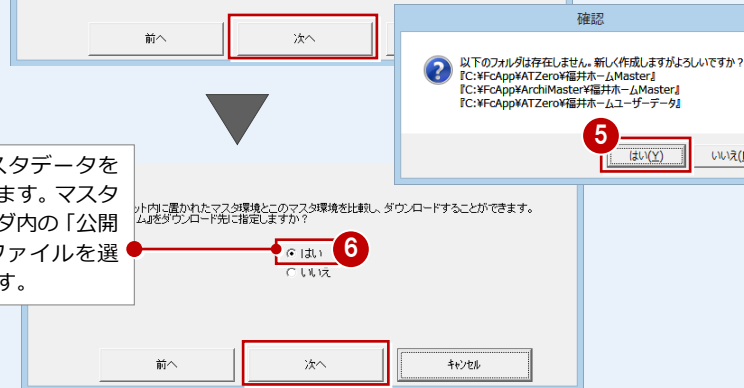 前へ
次へ
確認
以下のフォルダは存在しません。新しく作成しますがよろしいですか？
『C:¥FcApp¥ATZero¥福井ホームMaster』
『C:¥FcApp¥ArchiMaster¥福井ホームMaster』
『C:¥FcApp¥ATZero¥福井ホームユーザーデータ』
5
はい(Y)
いいえ(
スタデータを
ます。マスタ
ダ内の「公開
ファイルを選
す。
ット内に置かれたマスタ環境とこのマスタ環境を比較し、ダウンロードすることができます。
ム』をダウンロード先に指定しますか？
6
はい
いいえ
前へ
次へ
キャンセル